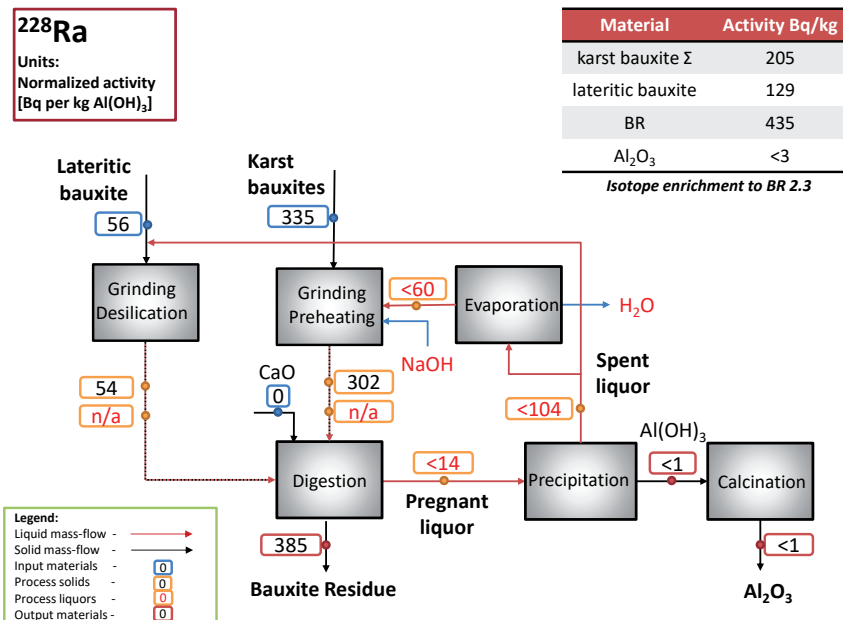 ²²⁸Ra
Units:
Normalized activity
[Bq per kg Al(OH)₃]
Material Activity Bq/kg
karst bauxite Σ 205
lateritic bauxite 129
BR 435
Al₂O₃ <3
Isotope enrichment to BR 2.3
Lateritic
bauxite
Karst
bauxites
56
335
Grinding
Desilication
Grinding
Preheating
<60
Evaporation
H₂O
NaOH
CaO
0
54
n/a
302
n/a
Spent
liquor
<104
Al(OH)₃
Digestion
<14
Pregnant
liquor
Precipitation
<1
Calcination
385
Bauxite Residue
<1
Al₂O₃
Legend:
Liquid mass-flow -
Solid mass-flow -
Input materials - 0
Process solids - 0
Process liquors - 0
Output materials - 0